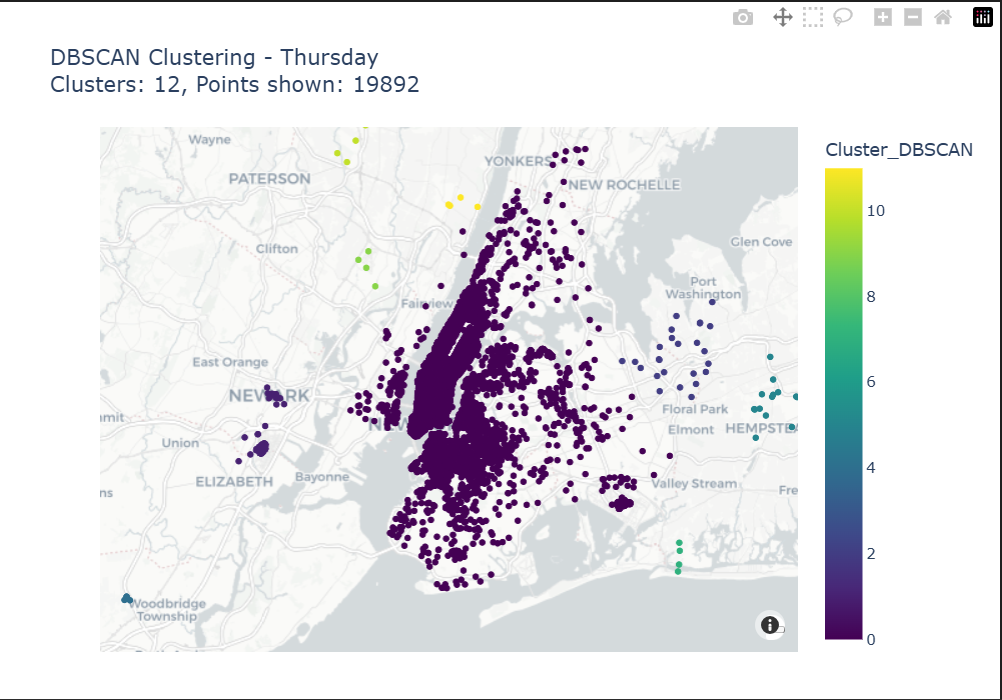 DBSCAN Clustering - Thursday
Clusters: 12, Points shown: 19892
Cluster_DBSCAN
10
8
6
4
2
0
Wayne
YONKERS
PATERSON
NEW ROCHELLE
Clifton
Glen Cove
Port
Washington
Fairview
East Orange
NEWARK
Floral Park
Elmont
HEMPSTEA
mit
Union
ELIZABETH
Bayonne
Valley Stream
Fre
ns
Woodbridge
Township